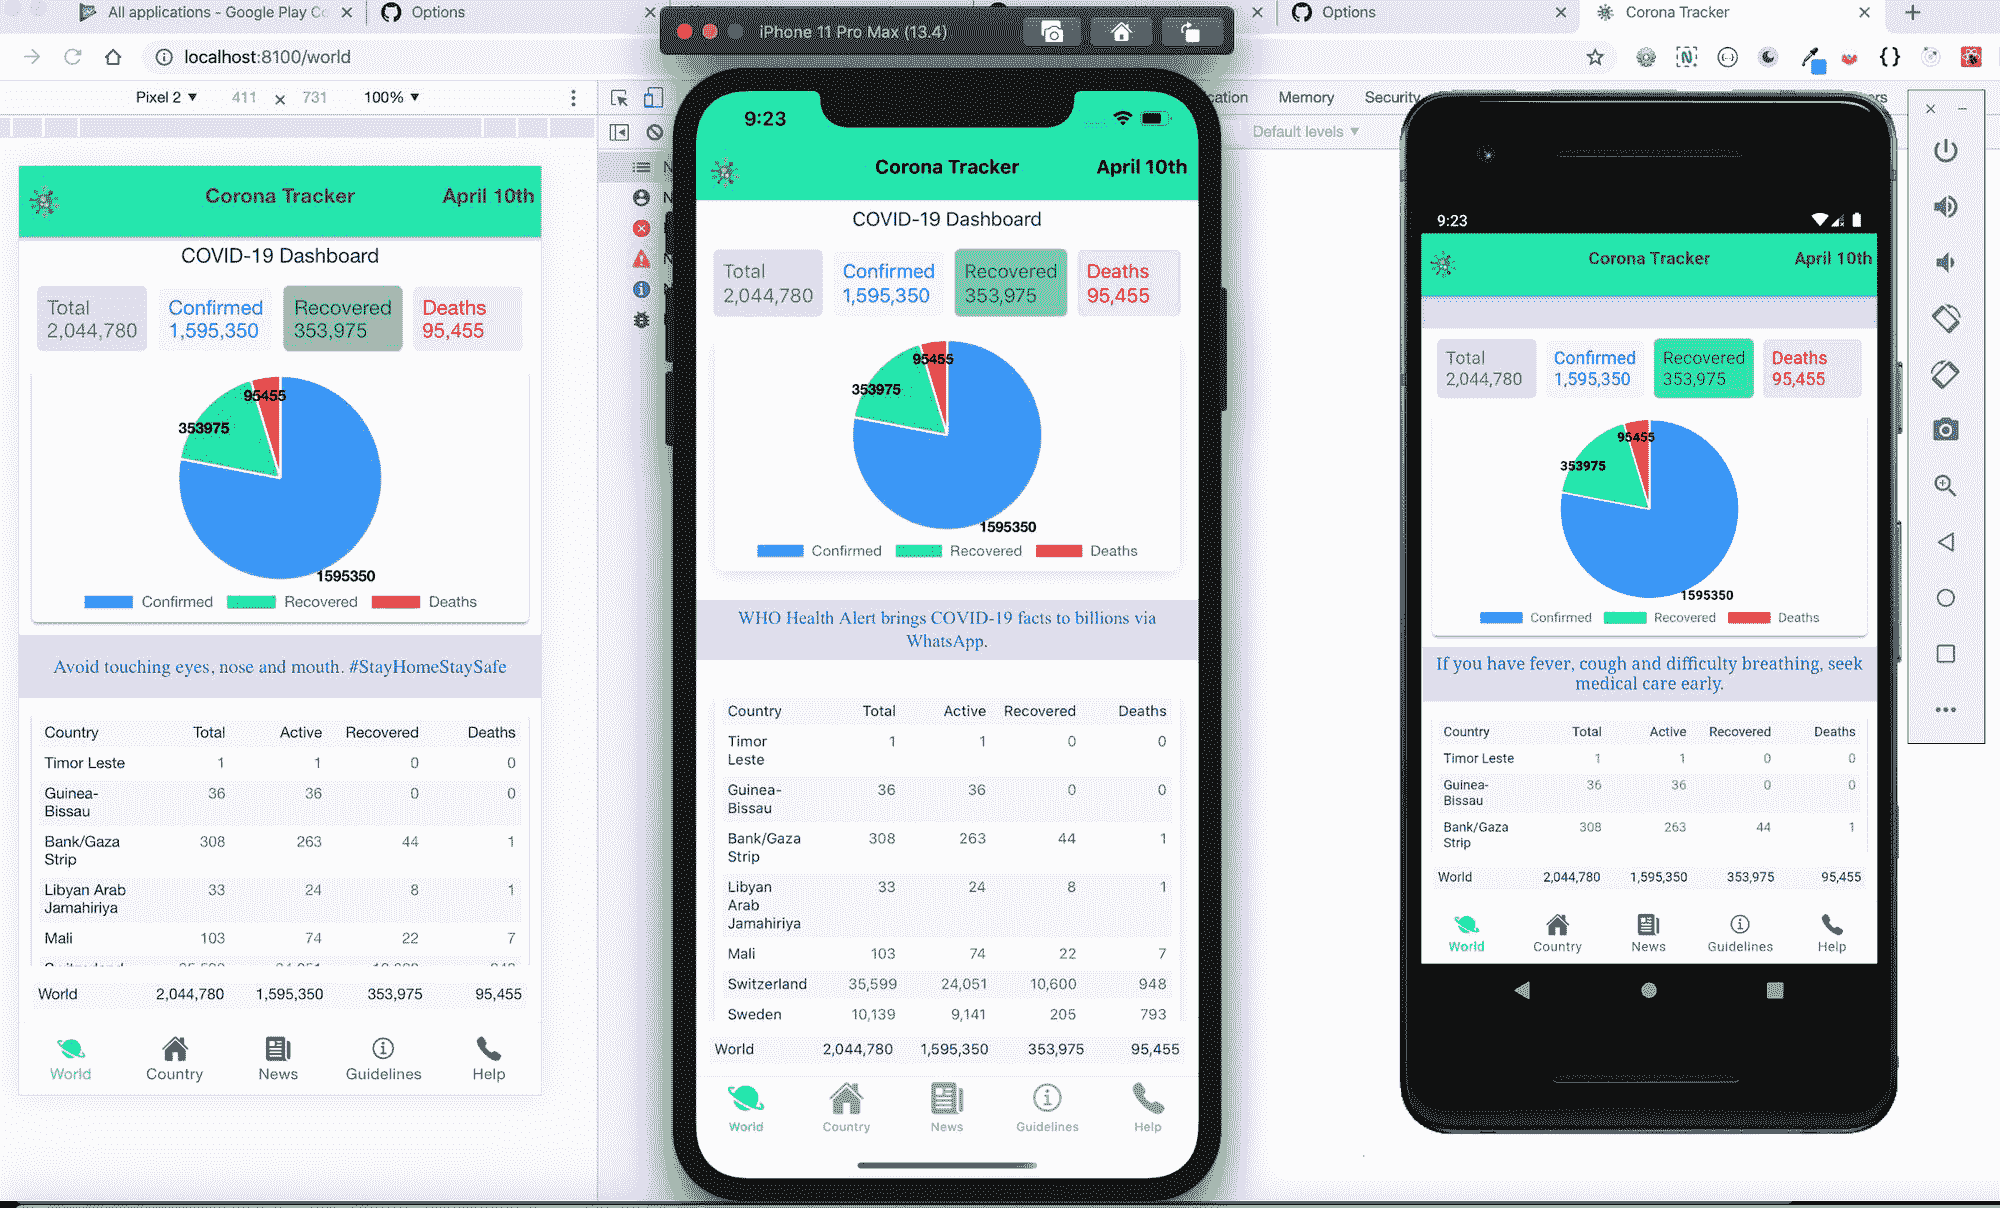 All applications - Google Play Co
Options
Options
Corona Tracker
localhost:8100/world
iPhone 11 Pro Max (13.4)
Pixel 2 ▼ 411 × 731 100% ▼
Memory Security
Default levels ▼
Corona Tracker April 10th
COVID-19 Dashboard
Total Confirmed Recovered Deaths
2,044,780 1,595,350 353,975 95,455
95455
353975
1595350
Confirmed Recovered Deaths
Avoid touching eyes, nose and mouth. #StayHomeStaySafe
Country Total Active Recovered Deaths
Timor Leste 1 1 0 0
Guinea-
Bissau 36 36 0 0
Bank/Gaza
Strip 308 263 44 1
Libyan Arab
Jamahiriya 33 24 8 1
Mali 103 74 22 7
World 2,044,780 1,595,350 353,975 95,455
World Country News Guidelines Help
9:23
Corona Tracker April 10th
COVID-19 Dashboard
Total Confirmed Recovered Deaths
2,044,780 1,595,350 353,975 95,455
95455
353975
1595350
Confirmed Recovered Deaths
WHO Health Alert brings COVID-19 facts to billions via
WhatsApp.
Country Total Active Recovered Deaths
Timor
Leste 1 1 0 0
Guinea-
Bissau 36 36 0 0
Bank/Gaza
Strip 308 263 44 1
Libyan
Arab
Jamahiriya 33 24 8 1
Mali 103 74 22 7
Switzerland 35,599 24,051 10,600 948
Sweden 10,139 9,141 205 793
World 2,044,780 1,595,350 353,975 95,455
World Country News Guidelines Help
9:23
Corona Tracker April 10th
Total Confirmed Recovered Deaths
2,044,780 1,595,350 353,975 95,455
95455
353975
1595350
Confirmed Recovered Deaths
If you have fever, cough and difficulty breathing, seek
medical care early.
Country Total Active Recovered Deaths
Timor Leste 1 1 0 0
Guinea-
Bissau 36 36 0 0
Bank/Gaza
Strip 308 263 44 1
World 2,044,780 1,595,350 353,975 95,455
World Country News Guidelines Help